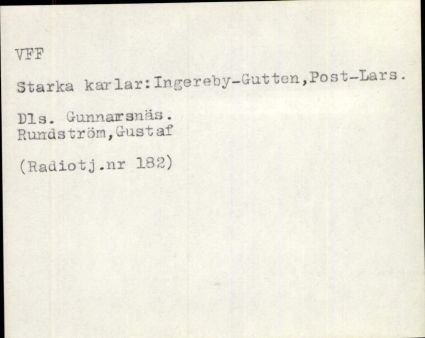 VFF
Starka karlar:Ingereby-Gutten,Post-Lars.
Dls. Gunnarsnäs.
Rundström,Gustaf
(Radiotj.nr 182)